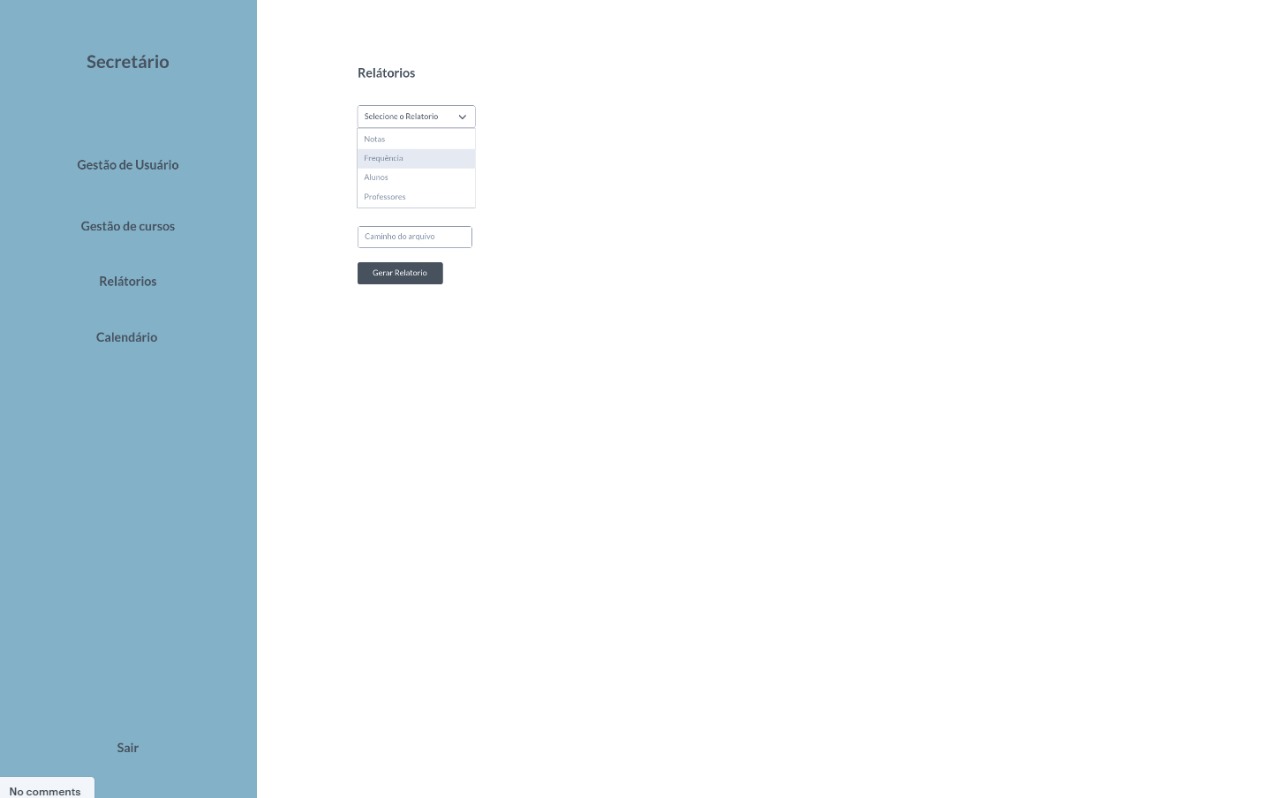 Secretário
Gestão de Usuário
Gestão de cursos
Relátorios
Calendário
Sair
No comments
Relátorios
Selecione o Relatorio
Notas
Frequência
Alunos
Professores
Caminho do arquivo
Gerar Relatorio